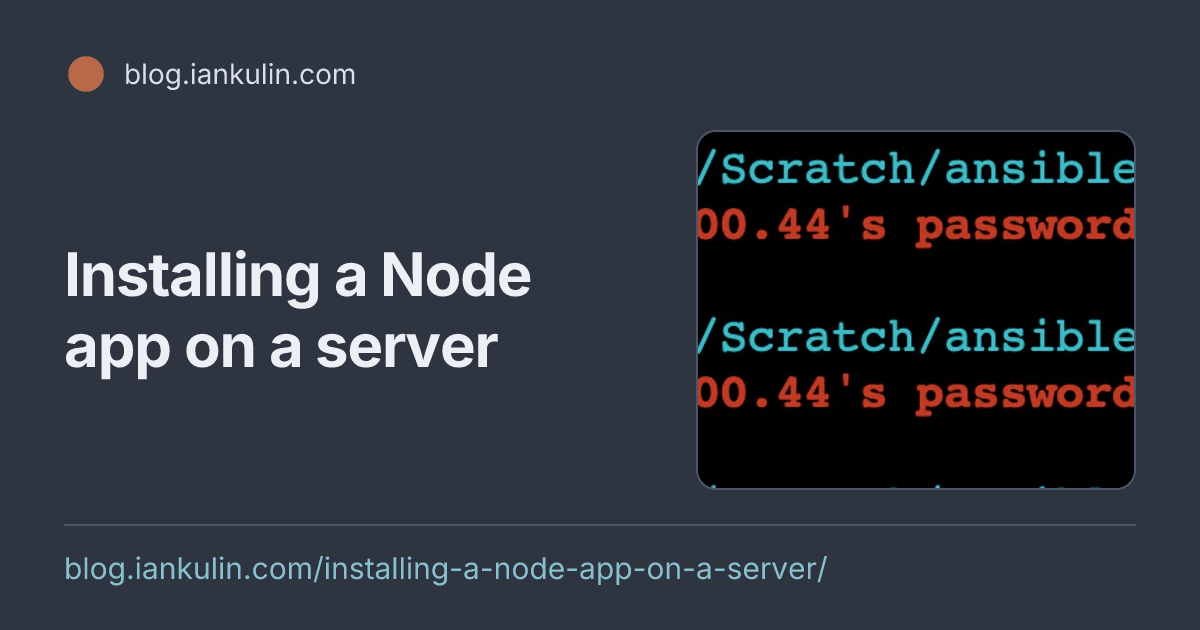 blog.iankulin.com
Installing a Node
app on a server
/Scratch/ansible
00.44's password
/Scratch/ansible
00.44's password
blog.iankulin.com/installing-a-node-app-on-a-server/